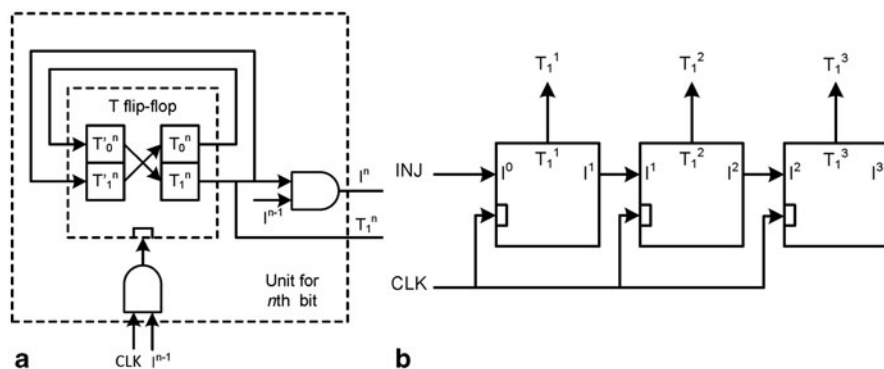 T flip-flop
T'₀ⁿ T₀ⁿ
T'₁ⁿ T₁ⁿ
Iⁿ
Iⁿ⁻¹
T₁ⁿ
Unit for
nth bit
CLK Iⁿ⁻¹
a
T₁¹ T₁² T₁³
INJ I⁰ T₁¹ I¹ I¹ T₁² I² I² T₁³ I³
CLK
b